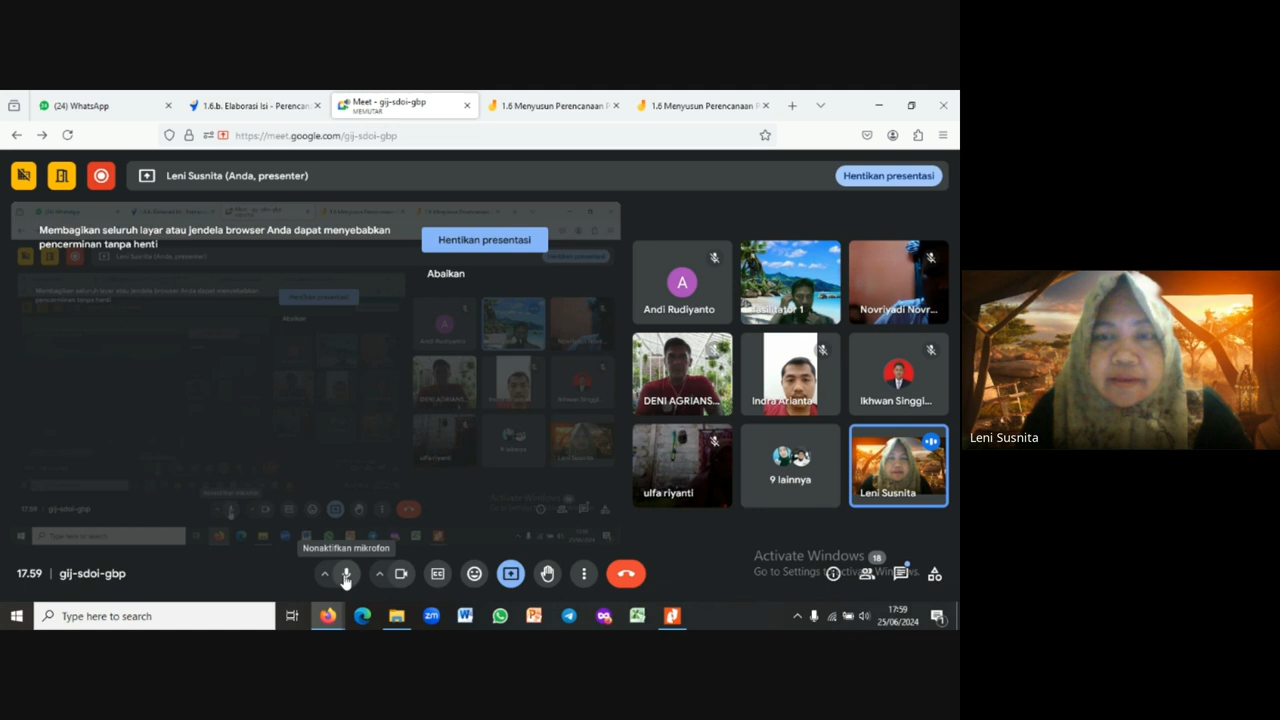 (24) WhatsApp
1.6.b. Elaborasi Isi - Perencan
Meet - gij-sdoi-gbp
MEMUTAR
1.6 Menyusun Perencanaan P
1.6 Menyusun Perencanaan P
https://meet.google.com/gij-sdoi-gbp
Leni Susnita (Anda, presenter)
Hentikan presentasi
Membagikan seluruh layar atau jendela browser Anda dapat menyebabkan
pencerminan tanpa henti
Hentikan presentasi
Abaikan
A
Andi Rudiyanto
fasilitator 1
Novriyadi Novr...
DENI AGRIANS...
Indra Arianta
Ikhwan Singgi...
ulfa riyanti
9 lainnya
Leni Susnita
Leni Susnita
Nonaktifkan mikrofon
17.59 | gij-sdoi-gbp
Activate Windows
18
Go to Settings to activate Windows.
Type here to search
17:59
25/06/2024